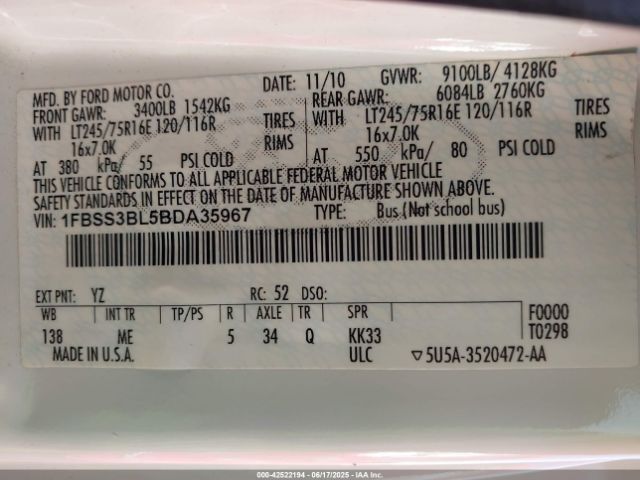 MFD. BY FORD MOTOR CO. DATE: 11/10 GVWR: 9100LB/ 4128KG
FRONT GAWR: 3400LB 1542KG REAR GAWR: 6084LB 2760KG
WITH LT245/75R16E 120/116R TIRES WITH LT245/75R16E 120/116R TIRES
16x7.0K RIMS 16x7.0K RIMS
AT 380 kPa/ 55 PSI COLD AT 550 kPa/ 80 PSI COLD
THIS VEHICLE CONFORMS TO ALL APPLICABLE FEDERAL MOTOR VEHICLE
SAFETY STANDARDS IN EFFECT ON THE DATE OF MANUFACTURE SHOWN ABOVE.
VIN: 1FBSS3BL5BDA35967 TYPE: Bus (Not school bus)
EXT PNT: YZ RC: 52 DSO:
WB INT TR TP/PS R AXLE TR SPR F0000
138 ME 5 34 Q KK33 T0298
MADE IN U.S.A. ULC ▽5U5A-3520472-AA
000-42522194 - 06/17/2025 - IAA Inc.